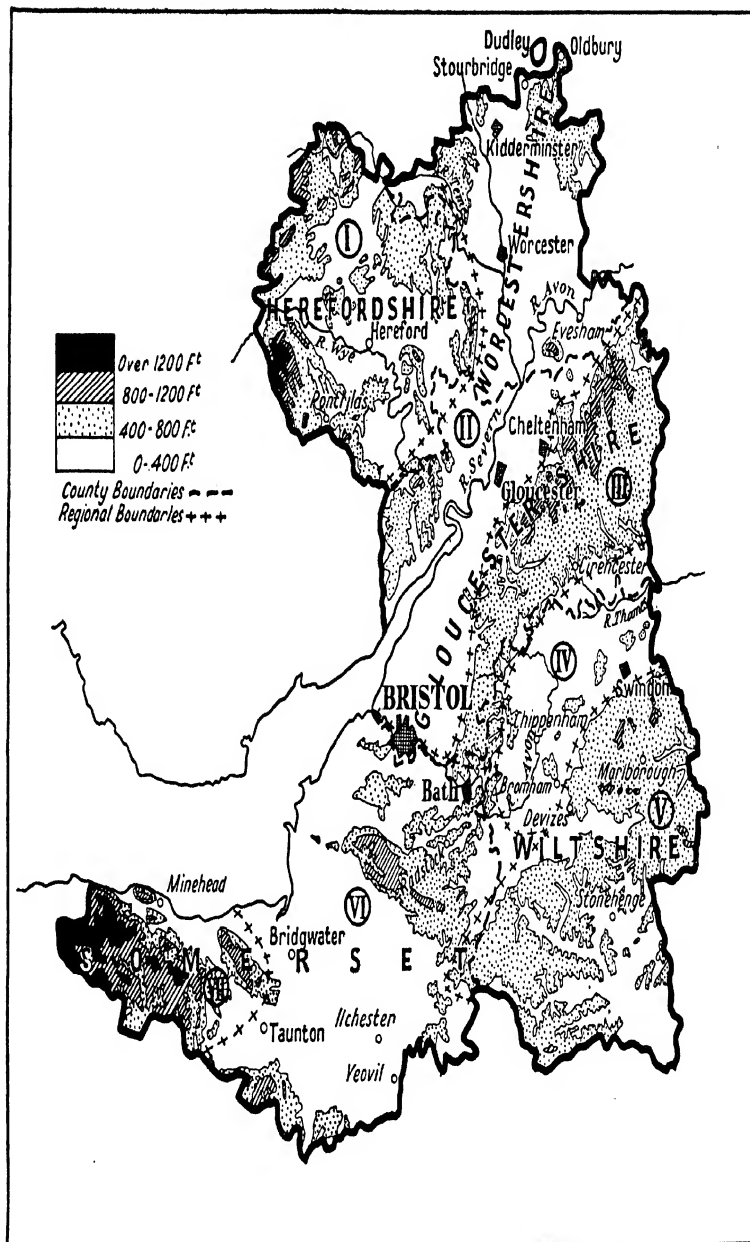 Dudley
Oldbury
Stourbridge
Kidderminster
WORCESTERSHIRE
Worcester
I
HEREFORDSHIRE
R. Avon
Evesham
Hereford
R. Wye
Pontrilas
Over 1200 Ft
800-1200 Ft
400-800 Ft
0-400 Ft
County Boundaries
Regional Boundaries +++
II
R. Severn
Cheltenham
Gloucester
GLOUCESTERSHIRE
III
Cirencester
R. Thames
IV
Swindon
BRISTOL
Chippenham
Avon
Marlborough
Bath
Bromham
Devizes
V
WILTSHIRE
Stonehenge
Minehead
VI
Bridgwater
SOMERSET
VII
Taunton
Ilchester
Yeovil